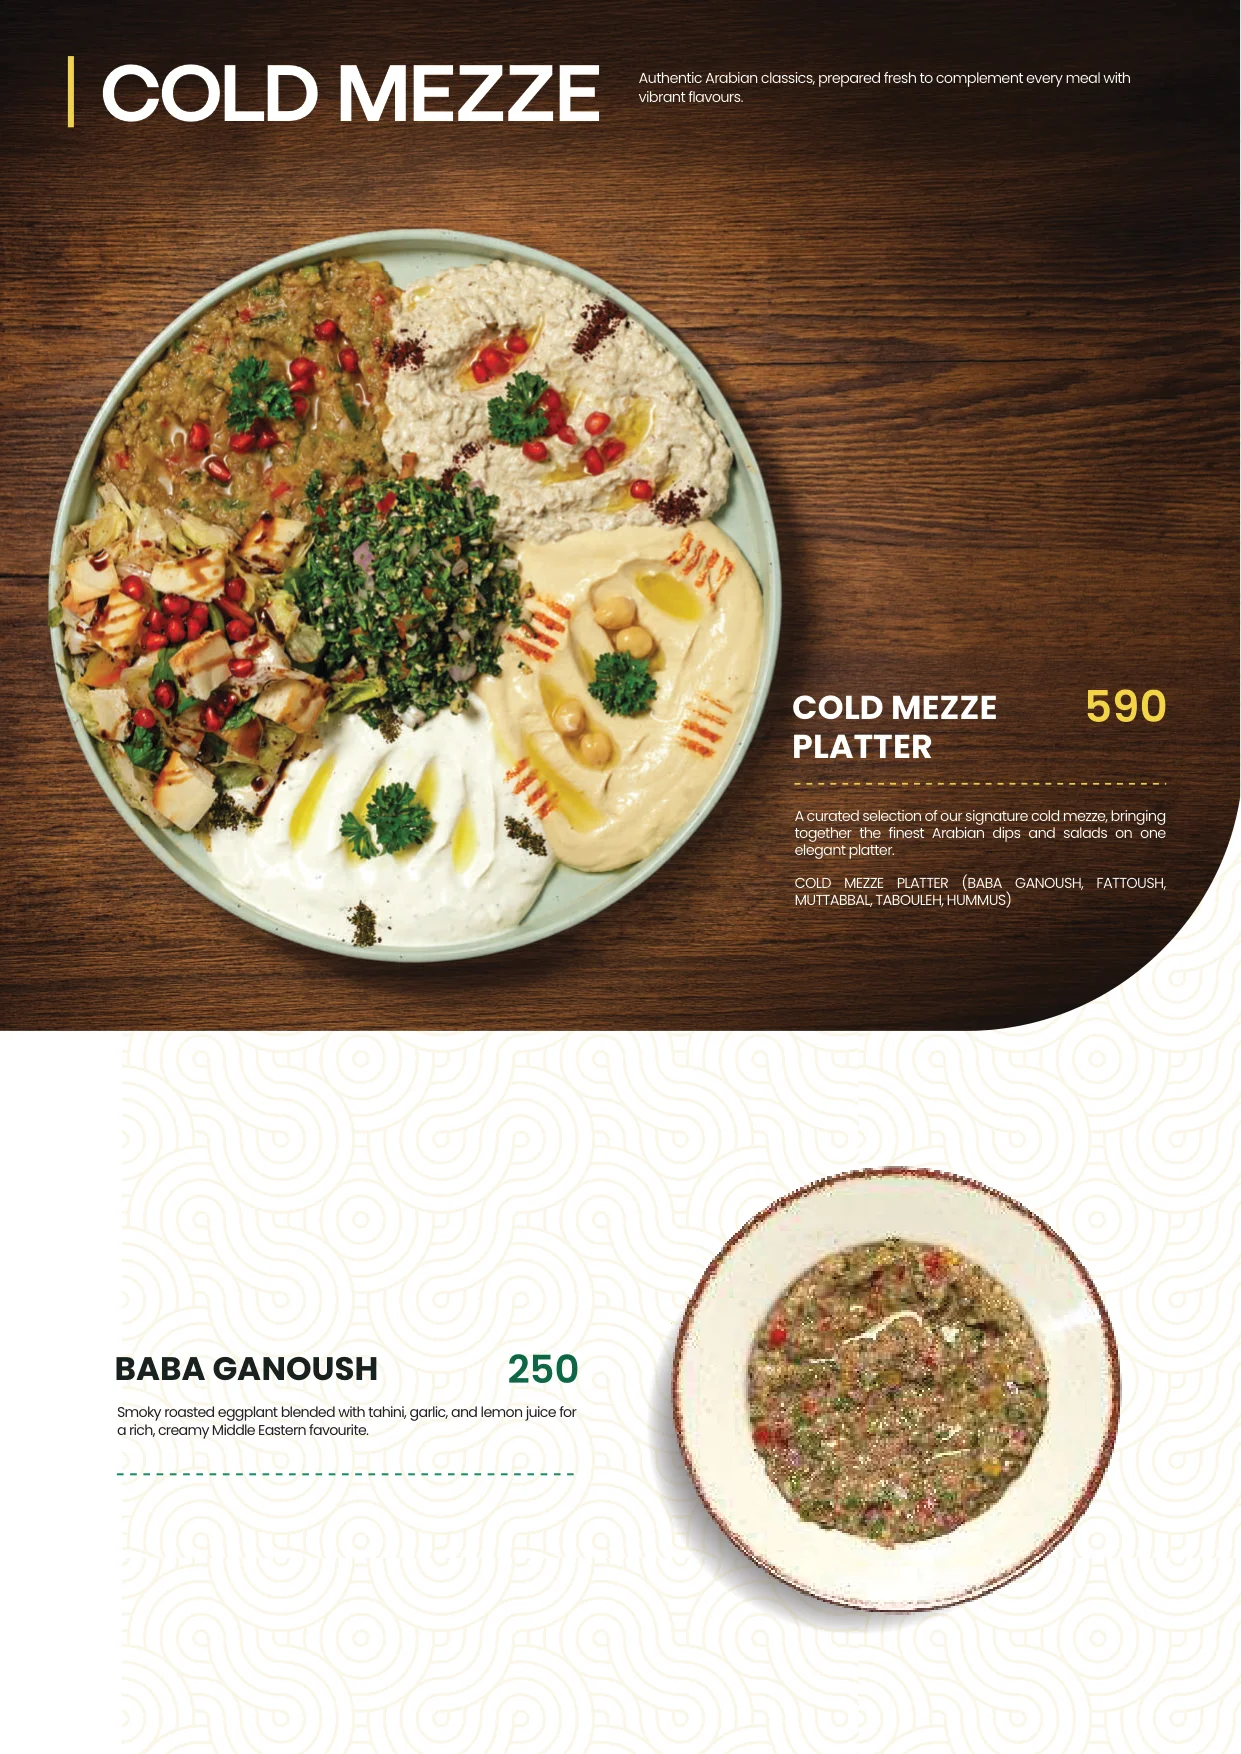 COLD MEZZE
Authentic Arabian classics, prepared fresh to complement every meal with
vibrant flavours.
COLD MEZZE 590
PLATTER
A curated selection of our signature cold mezze, bringing
together the finest Arabian dips and salads on one
elegant platter.
COLD MEZZE PLATTER (BABA GANOUSH, FATTOUSH,
MUTTABBAL, TABOULEH, HUMMUS)
BABA GANOUSH 250
Smoky roasted eggplant blended with tahini, garlic, and lemon juice for
a rich, creamy Middle Eastern favourite.